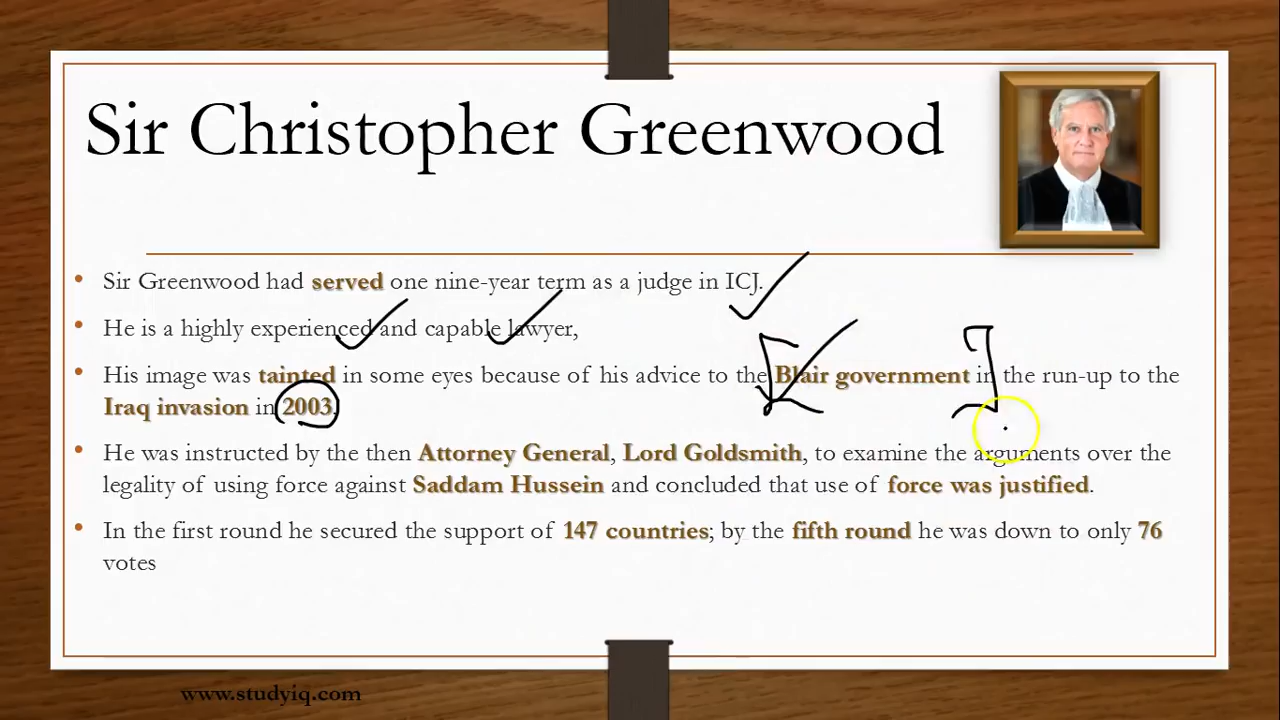 Sir Christopher Greenwood
• Sir Greenwood had served one nine-year term as a judge in ICJ.
• He is a highly experienced and capable lawyer,
• His image was tainted in some eyes because of his advice to the Blair government in the run-up to the
Iraq invasion in 2003.
• He was instructed by the then Attorney General, Lord Goldsmith, to examine the arguments over the
legality of using force against Saddam Hussein and concluded that use of force was justified.
• In the first round he secured the support of 147 countries; by the fifth round he was down to only 76
votes
www.studyiq.com